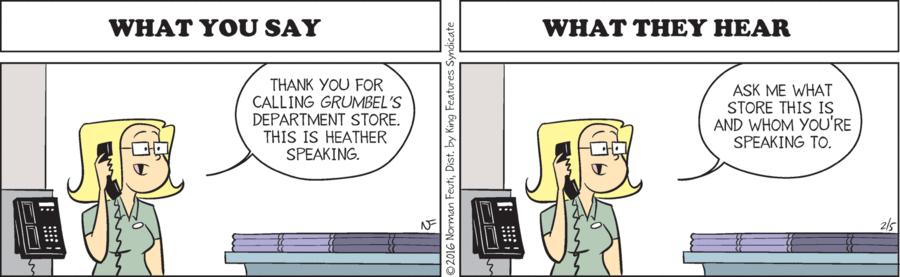 WHAT YOU SAY
THANK YOU FOR
CALLING GRUMBEL'S
DEPARTMENT STORE.
THIS IS HEATHER
SPEAKING.
NF
©2016 Norman Feuti, Dist. by King Features Syndicate
WHAT THEY HEAR
ASK ME WHAT
STORE THIS IS
AND WHOM YOU'RE
SPEAKING TO.
2/5